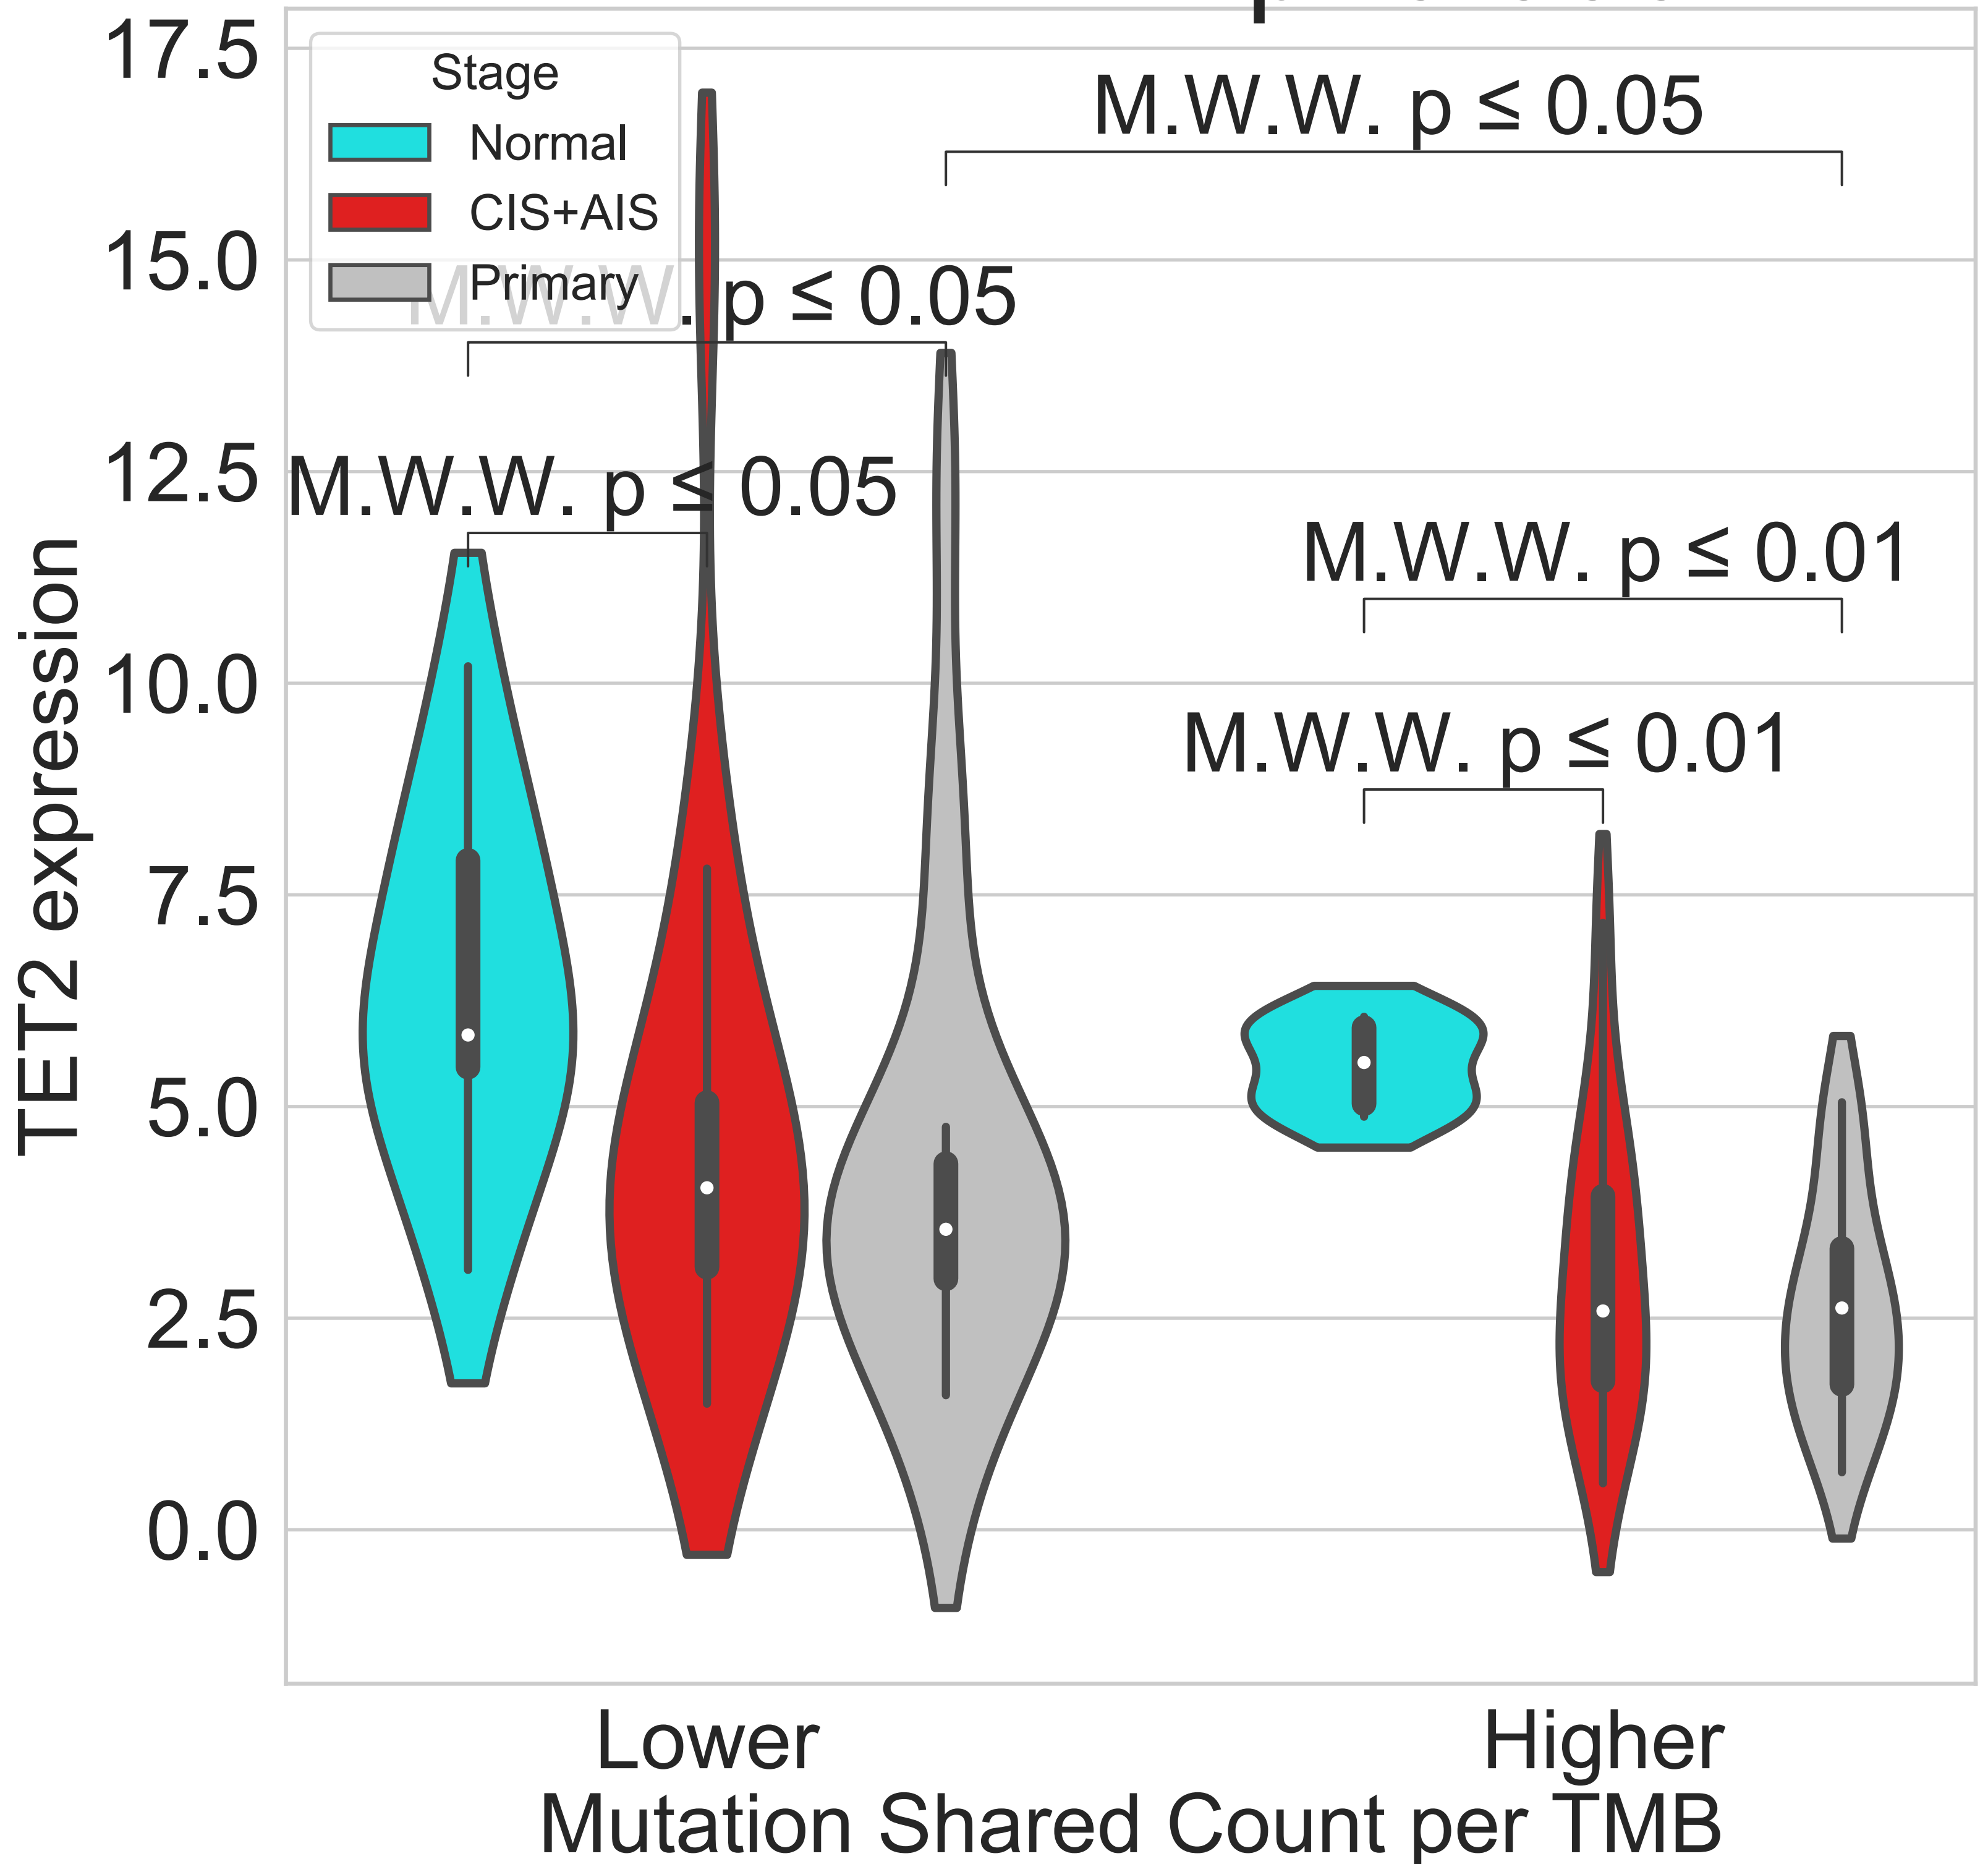 17.5
15.0
12.5
10.0
7.5
5.0
2.5
0.0
TET2 expression
Stage
Normal
CIS+AIS
Primary
M.W.W. p ≤ 0.05
M.W.W. p ≤ 0.05
M.W.W. p ≤ 0.05
M.W.W. p ≤ 0.01
M.W.W. p ≤ 0.01
Lower
Higher
Mutation Shared Count per TMB